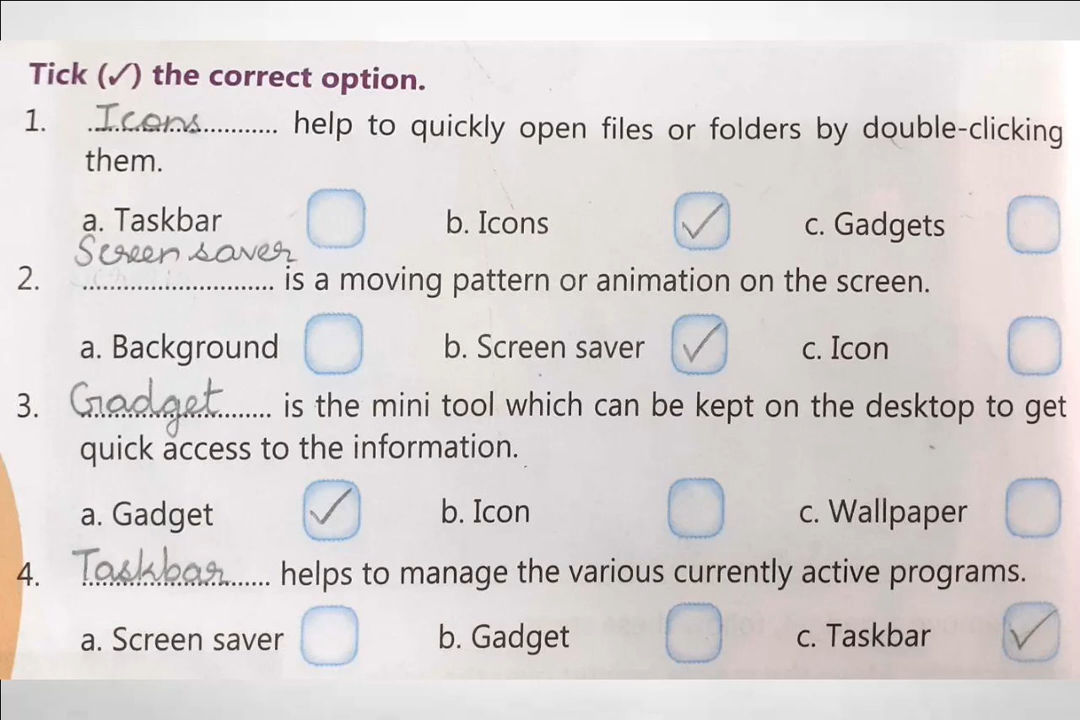 Tick (✓) the correct option.
1. Icons help to quickly open files or folders by double-clicking
them.
a. Taskbar b. Icons ✓ c. Gadgets
Screen saver
2. is a moving pattern or animation on the screen.
a. Background b. Screen saver ✓ c. Icon
3. Gadget is the mini tool which can be kept on the desktop to get
quick access to the information.
a. Gadget ✓ b. Icon c. Wallpaper
4. Taskbar helps to manage the various currently active programs.
a. Screen saver b. Gadget c. Taskbar ✓